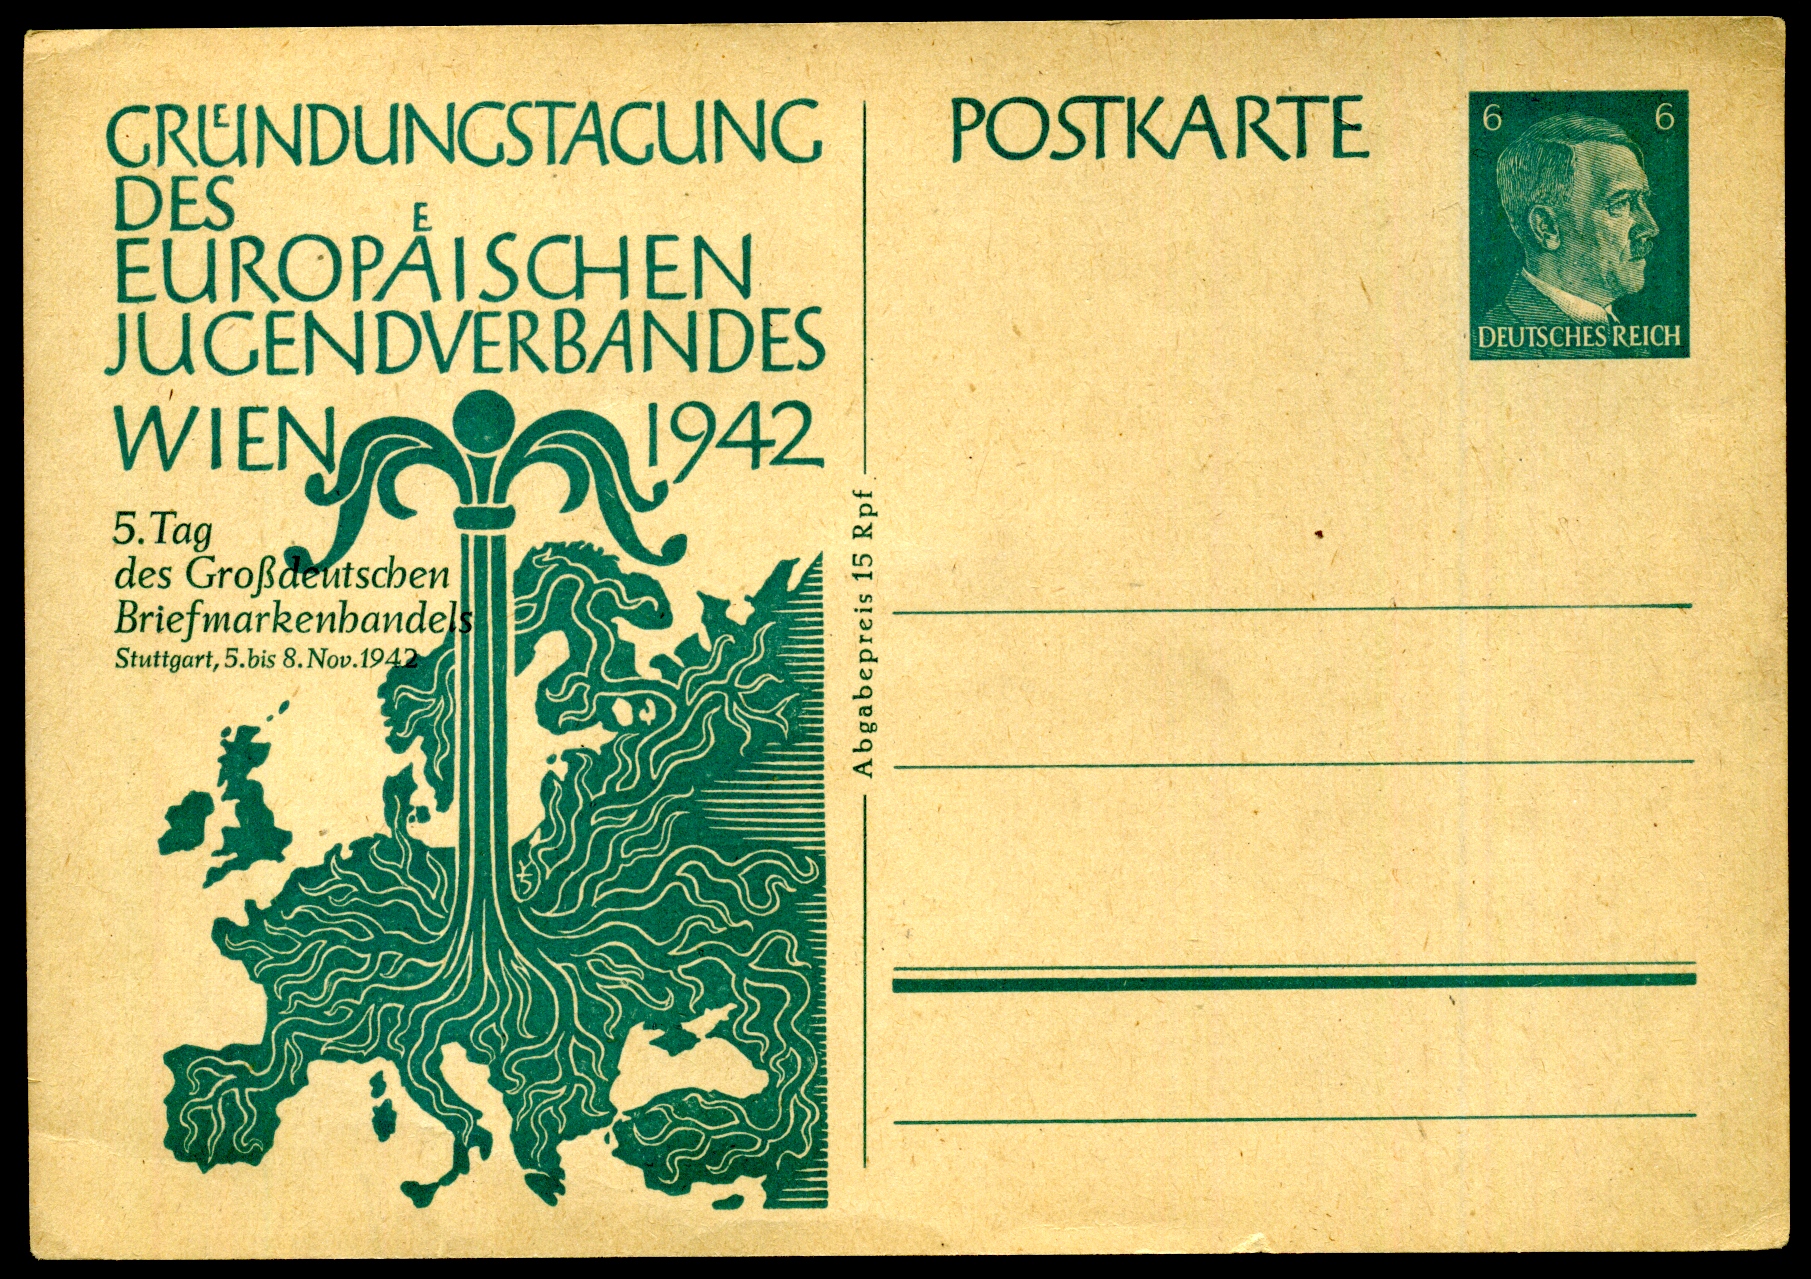 GRÜNDUNGSTAGUNG
DES
EUROPÄISCHEN
JUGENDVERBANDES
WIEN 1942
5. Tag
des Großdeutschen
Briefmarkenhandels
Stuttgart, 5. bis 8. Nov. 1942
Abgabepreis 15 Rpf
POSTKARTE
6 6
DEUTSCHES REICH